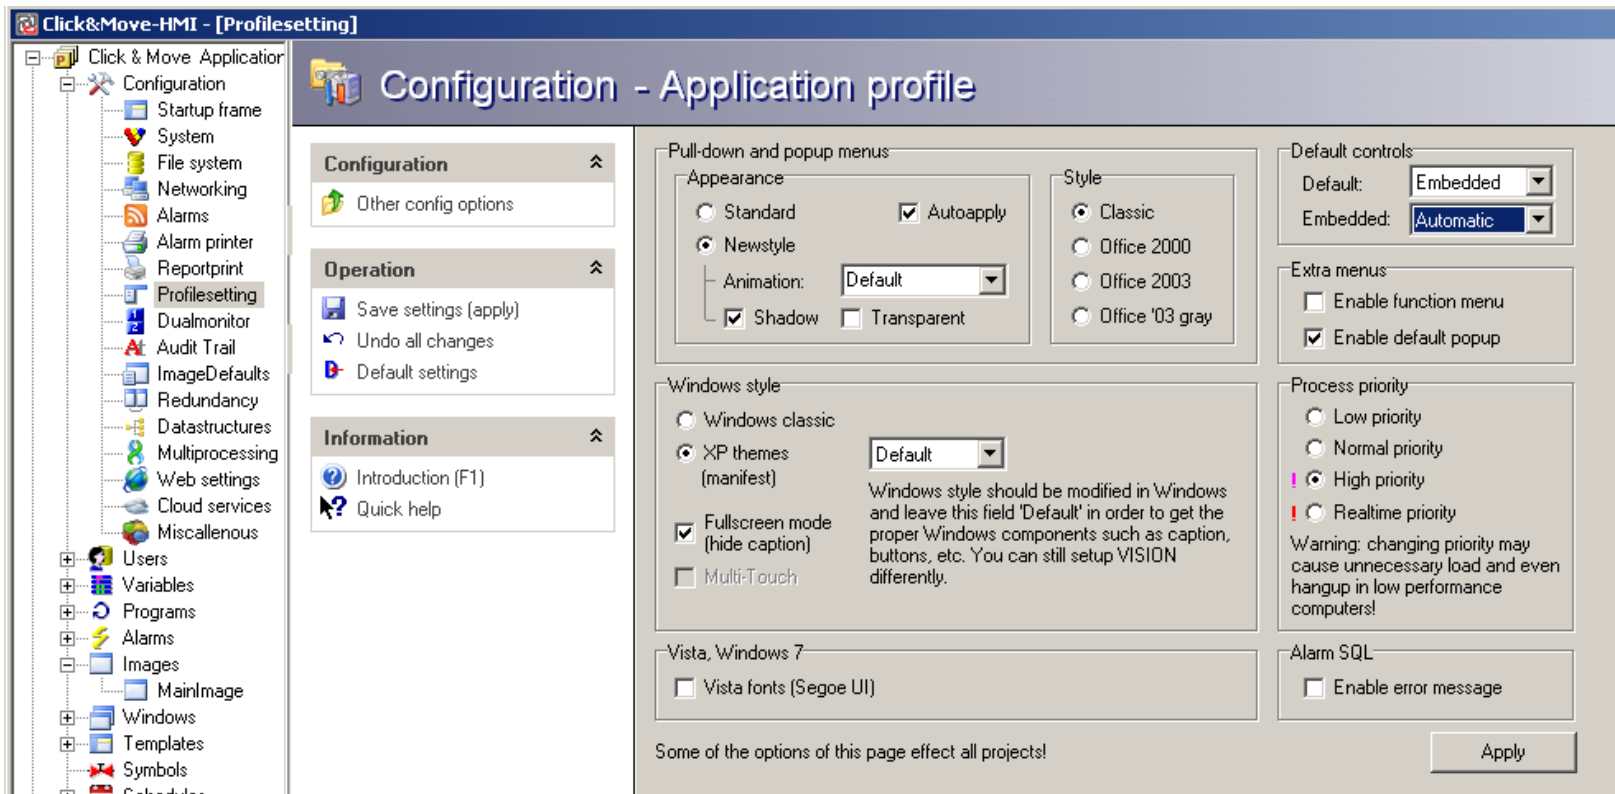 Click&Move-HMI - [Profilesetting]
Click & Move Application
Configuration
Startup frame
System
File system
Networking
Alarms
Alarm printer
Reportprint
Profilesetting
Dualmonitor
Audit Trail
ImageDefaults
Redundancy
Datastructures
Multiprocessing
Web settings
Cloud services
Miscallenous
Users
Variables
Programs
Alarms
Images
MainImage
Windows
Templates
Symbols
Configuration - Application profile
Configuration
Other config options
Operation
Save settings (apply)
Undo all changes
Default settings
Information
Introduction (F1)
Quick help
Pull-down and popup menus
Appearance
Standard
Autoapply
Newstyle
Animation:
Default
Shadow
Transparent
Style
Classic
Office 2000
Office 2003
Office '03 gray
Windows style
Windows classic
XP themes
(manifest)
Default
Fullscreen mode
(hide caption)
Multi-Touch
Windows style should be modified in Windows
and leave this field 'Default' in order to get the
proper Windows components such as caption,
buttons, etc. You can still setup VISION
differently.
Vista, Windows 7
Vista fonts (Segoe UI)
Some of the options of this page effect all projects!
Default controls
Default:
Embedded
Embedded:
Automatic
Extra menus
Enable function menu
Enable default popup
Process priority
Low priority
Normal priority
! High priority
! Realtime priority
Warning: changing priority may
cause unnecessary load and even
hangup in low performance
computers!
Alarm SQL
Enable error message
Apply